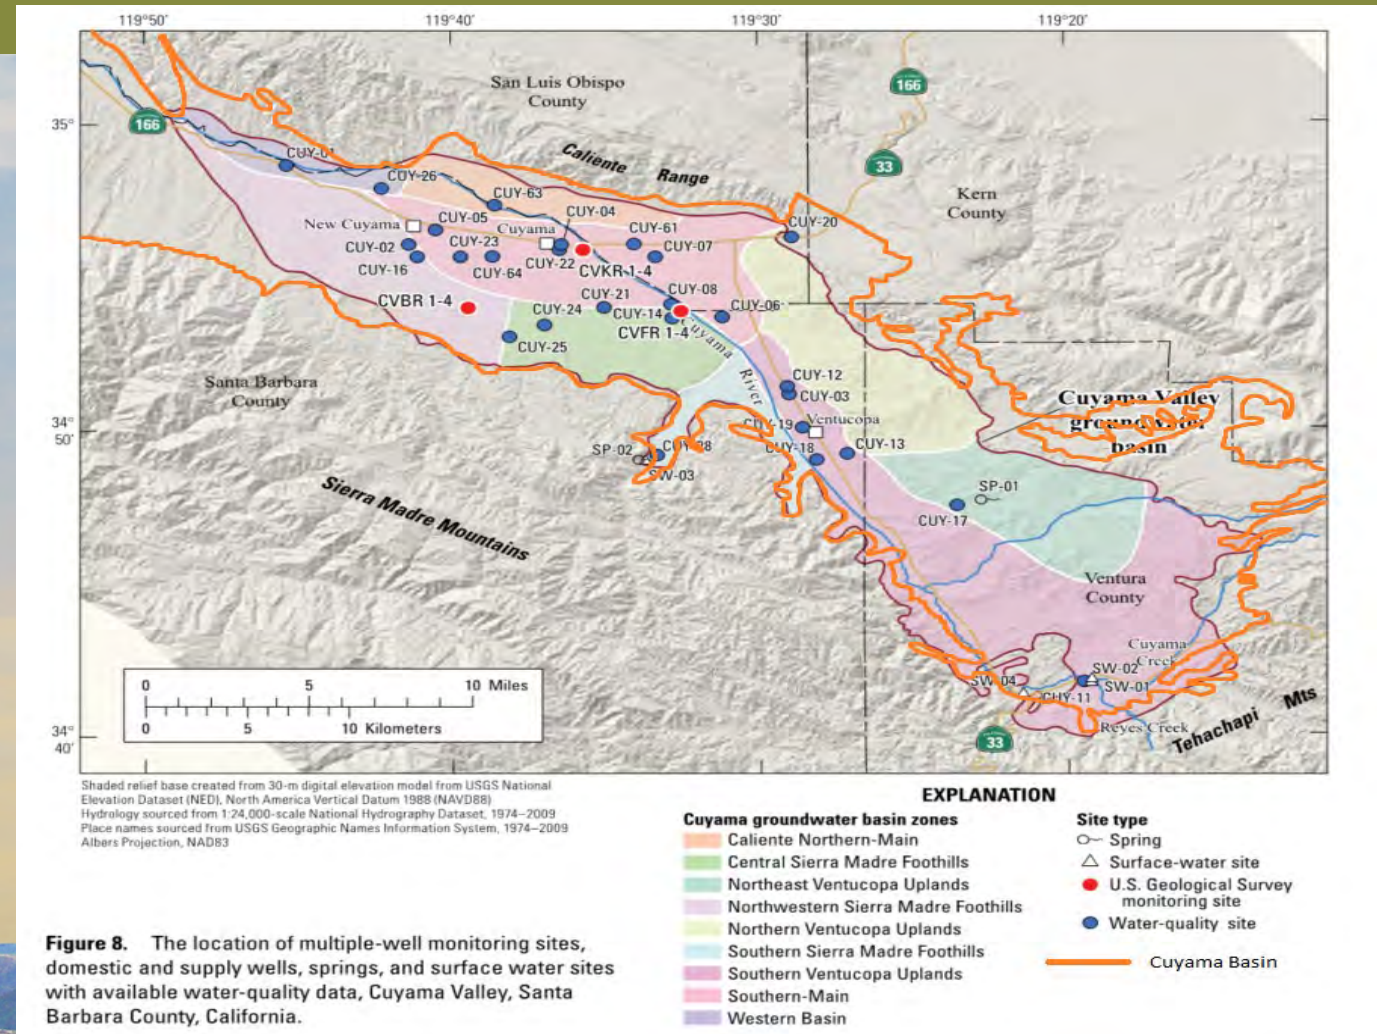 119°50'
119°40'
119°30'
119°20'
San Luis Obispo
County
166
35°
166
CUY-01
Caliente Range
33
CUY-26
Kern
County
CUY-63
CUY-04
CUY-05
CUY-61
CUY-20
New Cuyama
Cuyama
CUY-02
CUY-23
CUY-07
CUY-22
CUY-16
CUY-64
CVKR 1-4
CUY-08
CVBR 1-4
CUY-21
CUY-06
CUY-24
CUY-14
CVFR 1-4
Cuyama
River
CUY-25
CUY-12
Santa Barbara
County
CUY-03
Cuyama Valley
groundwater
basin
34°
50'
CUY-19
Ventucopa
CUY-18
CUY-13
SP-02
CUY-28
SW-03
SP-01
Sierra Madre Mountains
CUY-17
Ventura
County
Cuyama
Creek
SW-02
SW-04
SW-01
CUY-11
Reyes Creek
Tehachapi Mts
33
34°
40'
0 5 10 Miles
0 5 10 Kilometers
Shaded relief base created from 30-m digital elevation model from USGS National
Elevation Dataset (NED), North America Vertical Datum 1988 (NAVD88)
Hydrology sourced from 1:24,000-scale National Hydrography Dataset, 1974–2009
Place names sourced from USGS Geographic Names Information System, 1974–2009
Albers Projection, NAD83
EXPLANATION
Cuyama groundwater basin zones
Caliente Northern-Main
Central Sierra Madre Foothills
Northeast Ventucopa Uplands
Northwestern Sierra Madre Foothills
Northern Ventucopa Uplands
Southern Sierra Madre Foothills
Southern Ventucopa Uplands
Southern-Main
Western Basin
Site type
Spring
Surface-water site
U.S. Geological Survey
monitoring site
Water-quality site
Cuyama Basin
Figure 8. The location of multiple-well monitoring sites,
domestic and supply wells, springs, and surface water sites
with available water-quality data, Cuyama Valley, Santa
Barbara County, California.